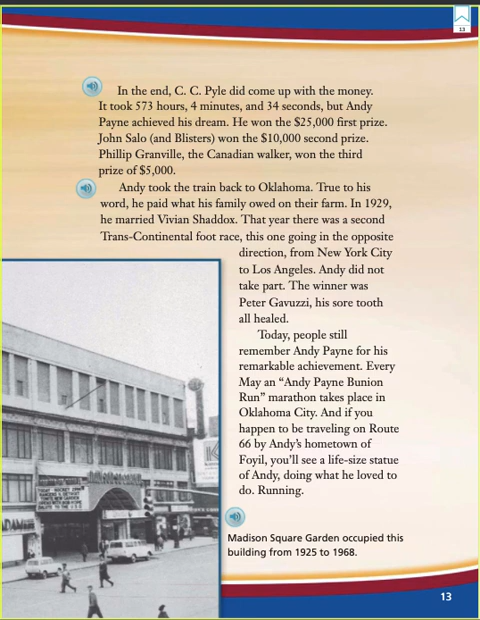 13
In the end, C. C. Pyle did come up with the money.
It took 573 hours, 4 minutes, and 34 seconds, but Andy
Payne achieved his dream. He won the $25,000 first prize.
John Salo (and Blisters) won the $10,000 second prize.
Phillip Granville, the Canadian walker, won the third
prize of $5,000.
Andy took the train back to Oklahoma. True to his
word, he paid what his family owed on their farm. In 1929,
he married Vivian Shaddox. That year there was a second
Trans-Continental foot race, this one going in the opposite
direction, from New York City
to Los Angeles. Andy did not
take part. The winner was
Peter Gavuzzi, his sore tooth
all healed.
Today, people still
remember Andy Payne for his
remarkable achievement. Every
May an “Andy Payne Bunion
Run” marathon takes place in
Oklahoma City. And if you
happen to be traveling on Route
66 by Andy’s hometown of
Foyil, you’ll see a life-size statue
of Andy, doing what he loved to
do. Running.
Madison Square Garden occupied this
building from 1925 to 1968.
13